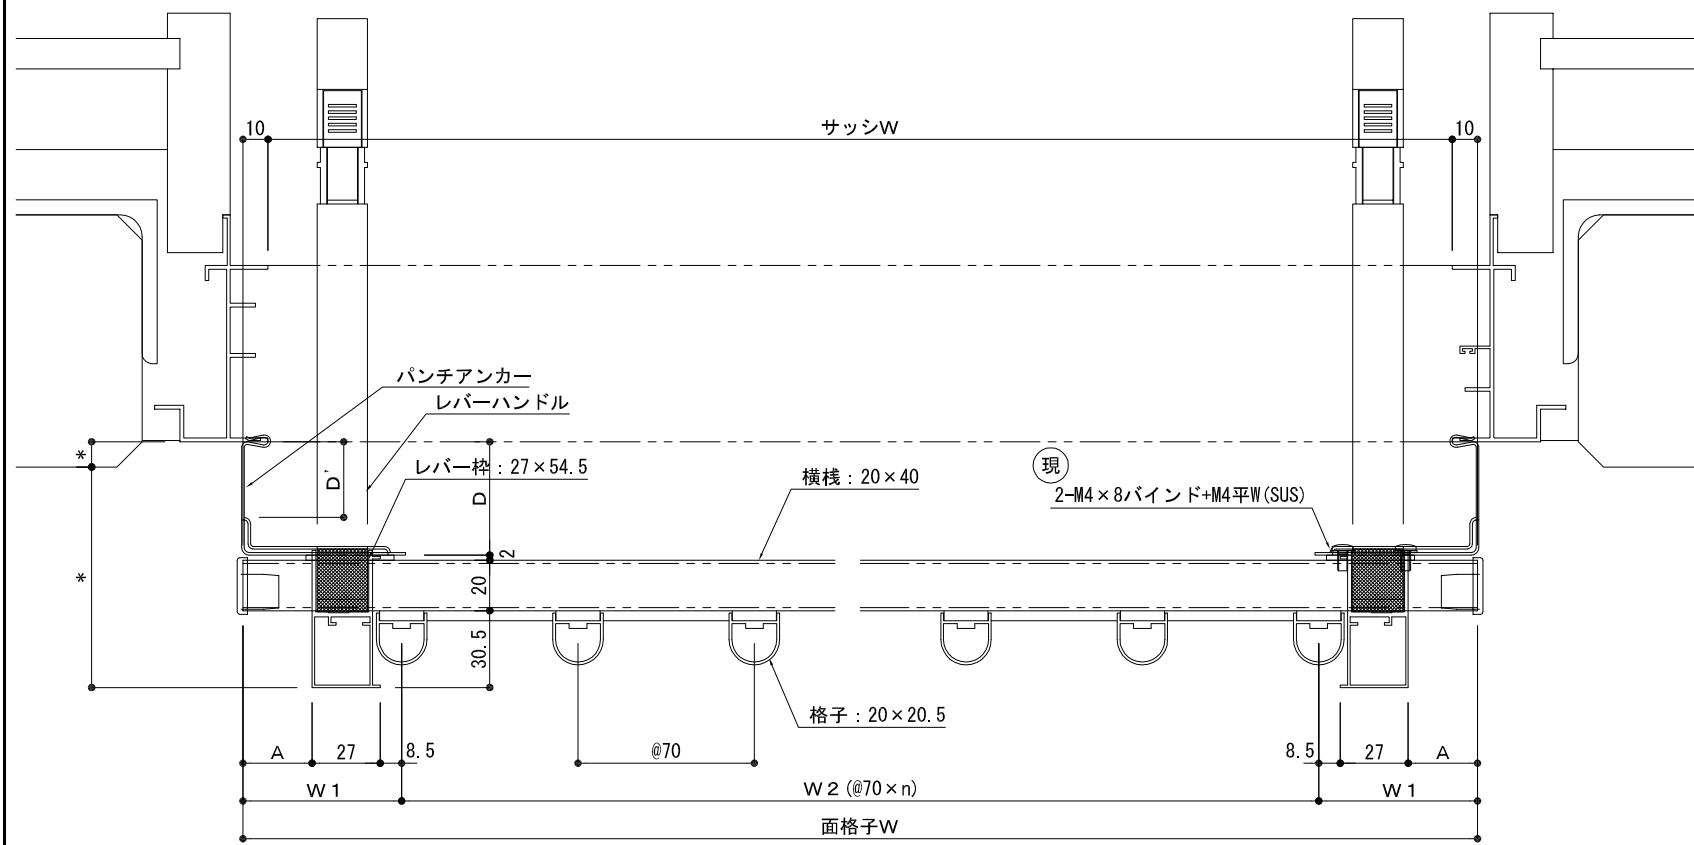 10
サッシW
10
パンチアンカー
レバーハンドル
*
D'
レバー枠：27×54.5
D
横桟：20×40
現
2-M4×8バインド+M4平W(SUS)
2
*
20
30.5
格子：20×20.5
A
27
8.5
@70
8.5
27
A
W1
W2(@70×n)
W1
面格子W